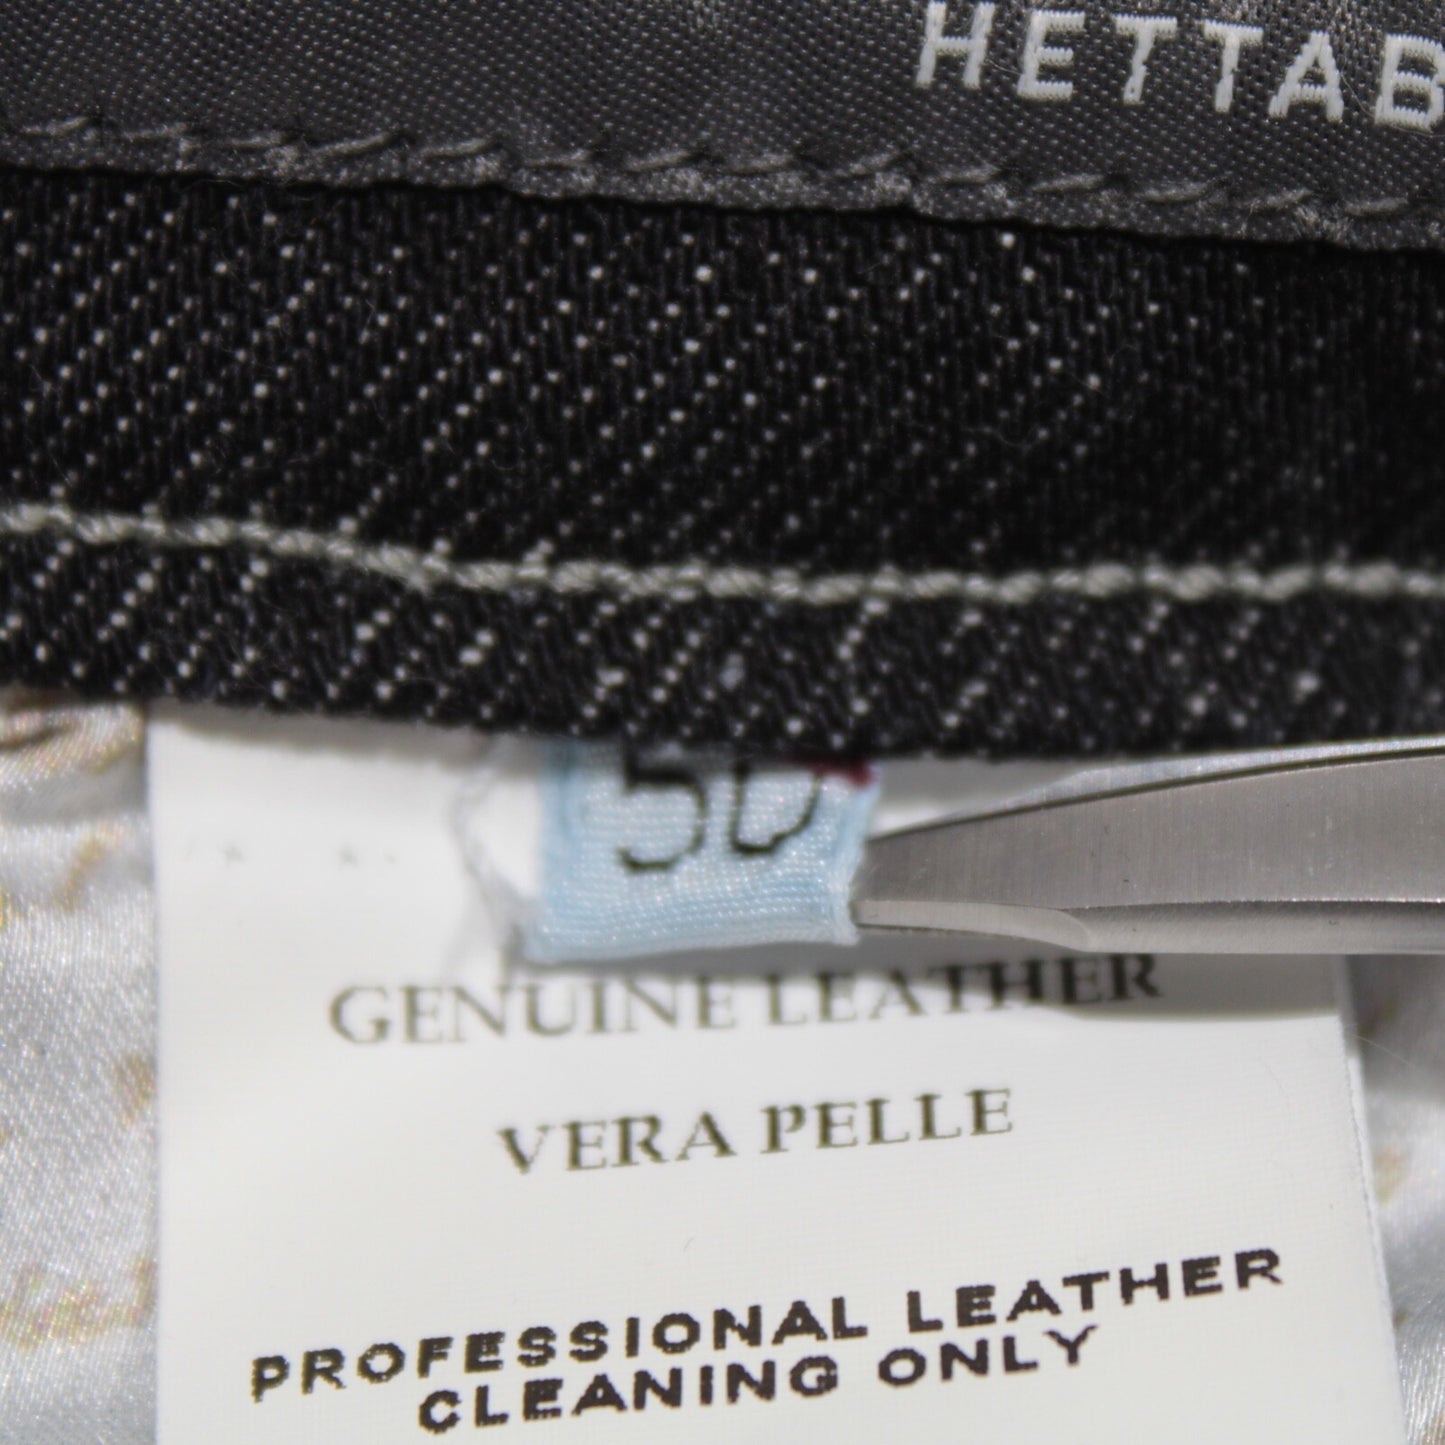 HETTAB
50
GENUINE LEATHER
VERA PELLE
PROFESSIONAL LEATHER
CLEANING ONLY